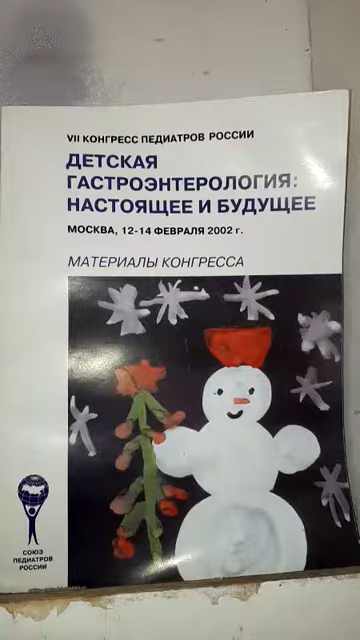 VII КОНГРЕСС ПЕДИАТРОВ РОССИИ
ДЕТСКАЯ
ГАСТРОЭНТЕРОЛОГИЯ:
НАСТОЯЩЕЕ И БУДУЩЕЕ
МОСКВА, 12-14 ФЕВРАЛЯ 2002 г.
МАТЕРИАЛЫ КОНГРЕССА
СОЮЗ
ПЕДИАТРОВ
РОССИИ